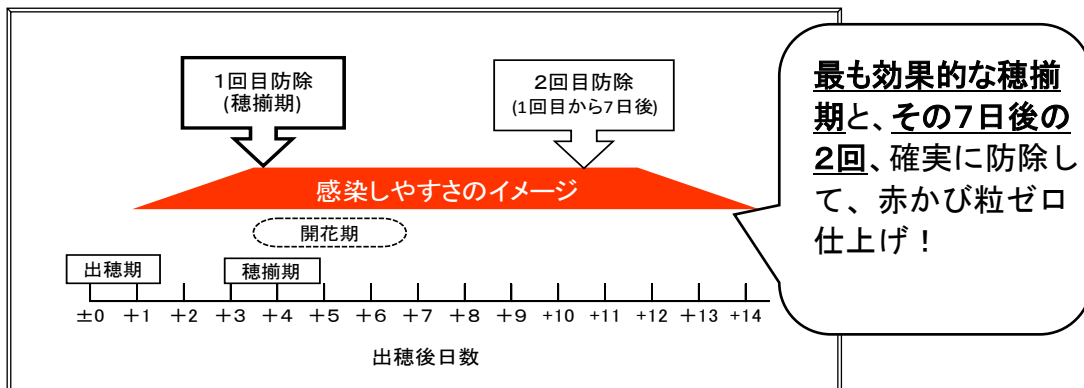 1回目防除
(穂揃期)
2回目防除
(1回目から7日後)
最も効果的な穂揃
期と、その7日後の
2回、確実に防除し
て、赤かび粒ゼロ
仕上げ！
感染しやすさのイメージ
開花期
出穂期
穂揃期
±0 +1 +2 +3 +4 +5 +6 +7 +8 +9 +10 +11 +12 +13 +14
出穂後日数